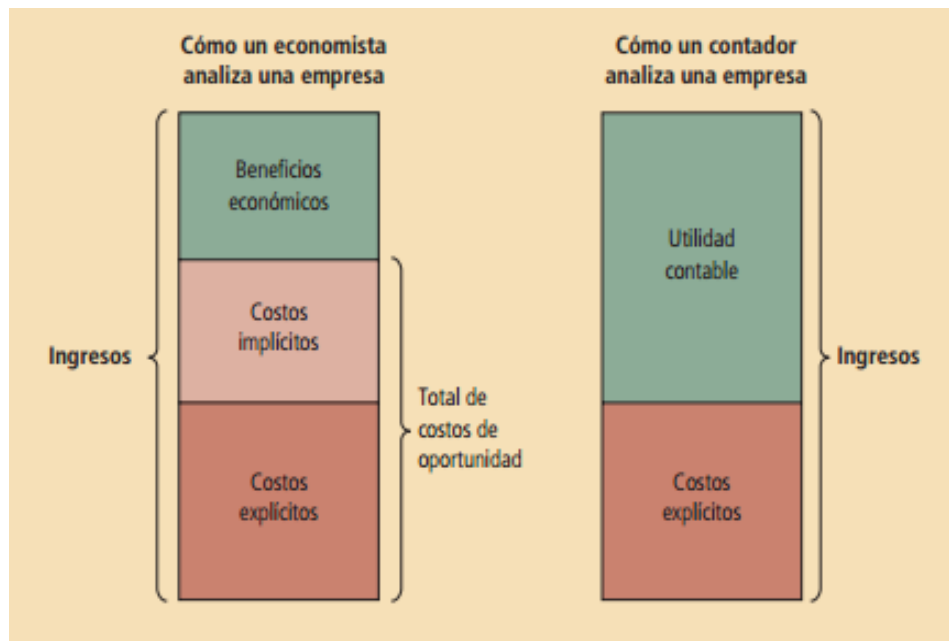 Cómo un economista
analiza una empresa
Beneficios
económicos
Costos
implícitos
Ingresos
Total de
costos de
oportunidad
Costos
explícitos
Cómo un contador
analiza una empresa
Utilidad
contable
Ingresos
Costos
explícitos